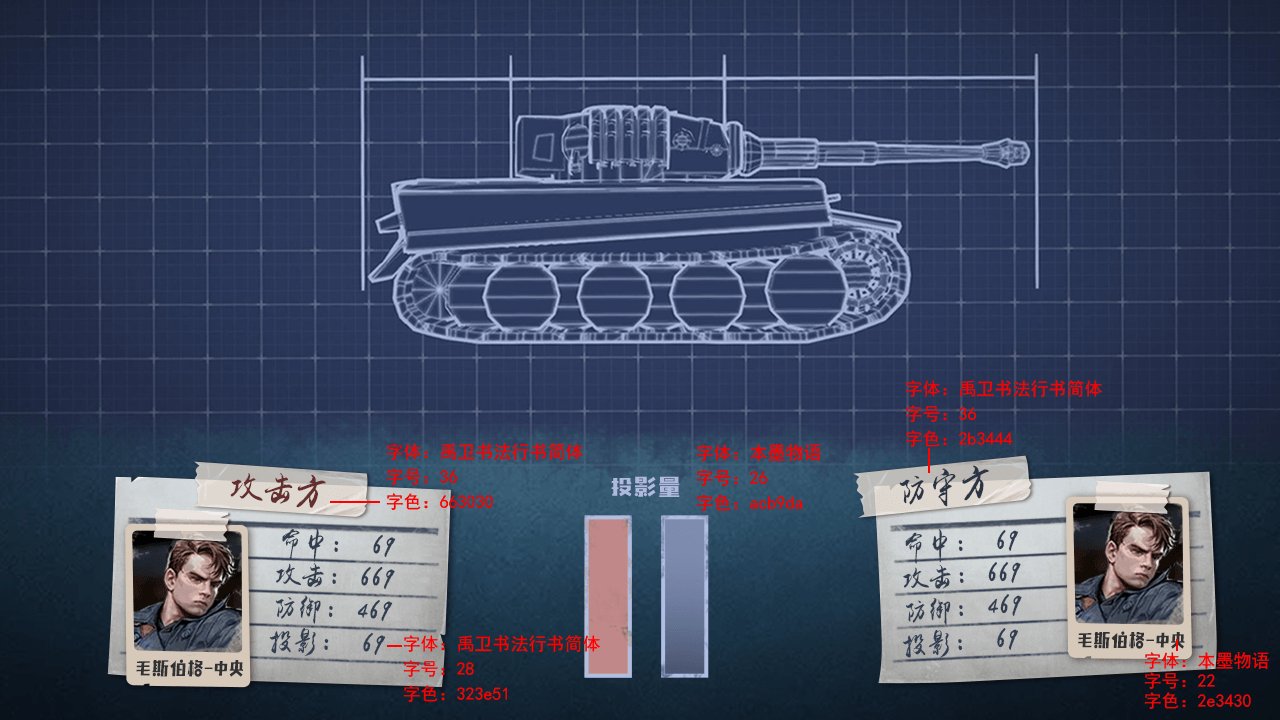 字体：禹卫书法行书简体
字号：36
字色：2b3444
字体：禹卫书法行书简体
字号：36
字色：663030
字体：本墨物语
字号：26
字色：acb9da
攻击方
投影量
防守方
命中：69
攻击：669
防御：469
投影：69
毛斯伯格-中央
字体：禹卫书法行书简体
字号：28
字色：323e51
命中：69
攻击：669
防御：469
投影：69
毛斯伯格-中央
字体：本墨物语
字号：22
字色：2e3430